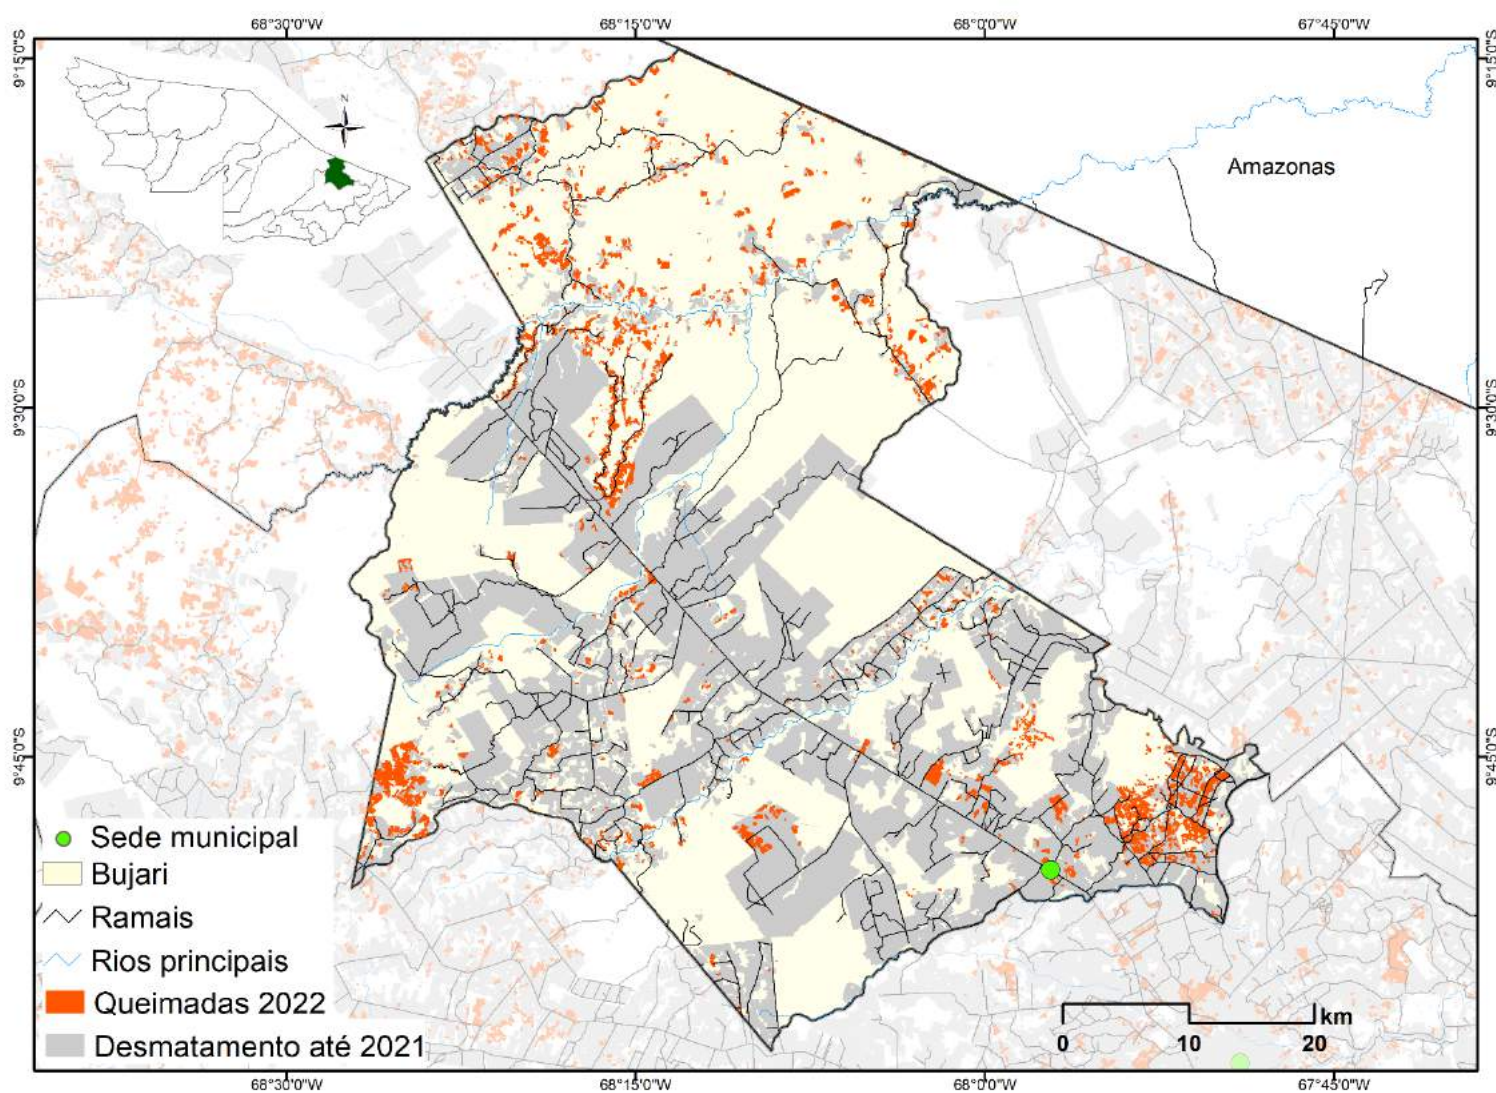 68°30'0"W
68°15'0"W
68°0'0"W
67°45'0"W
9°15'0"S
9°15'0"S
N
Amazonas
9°30'0"S
9°30'0"S
9°45'0"S
9°45'0"S
Sede municipal
Bujari
Ramais
Rios principais
Queimadas 2022
Desmatamento até 2021
km
0
10
20
68°30'0"W
68°15'0"W
68°0'0"W
67°45'0"W